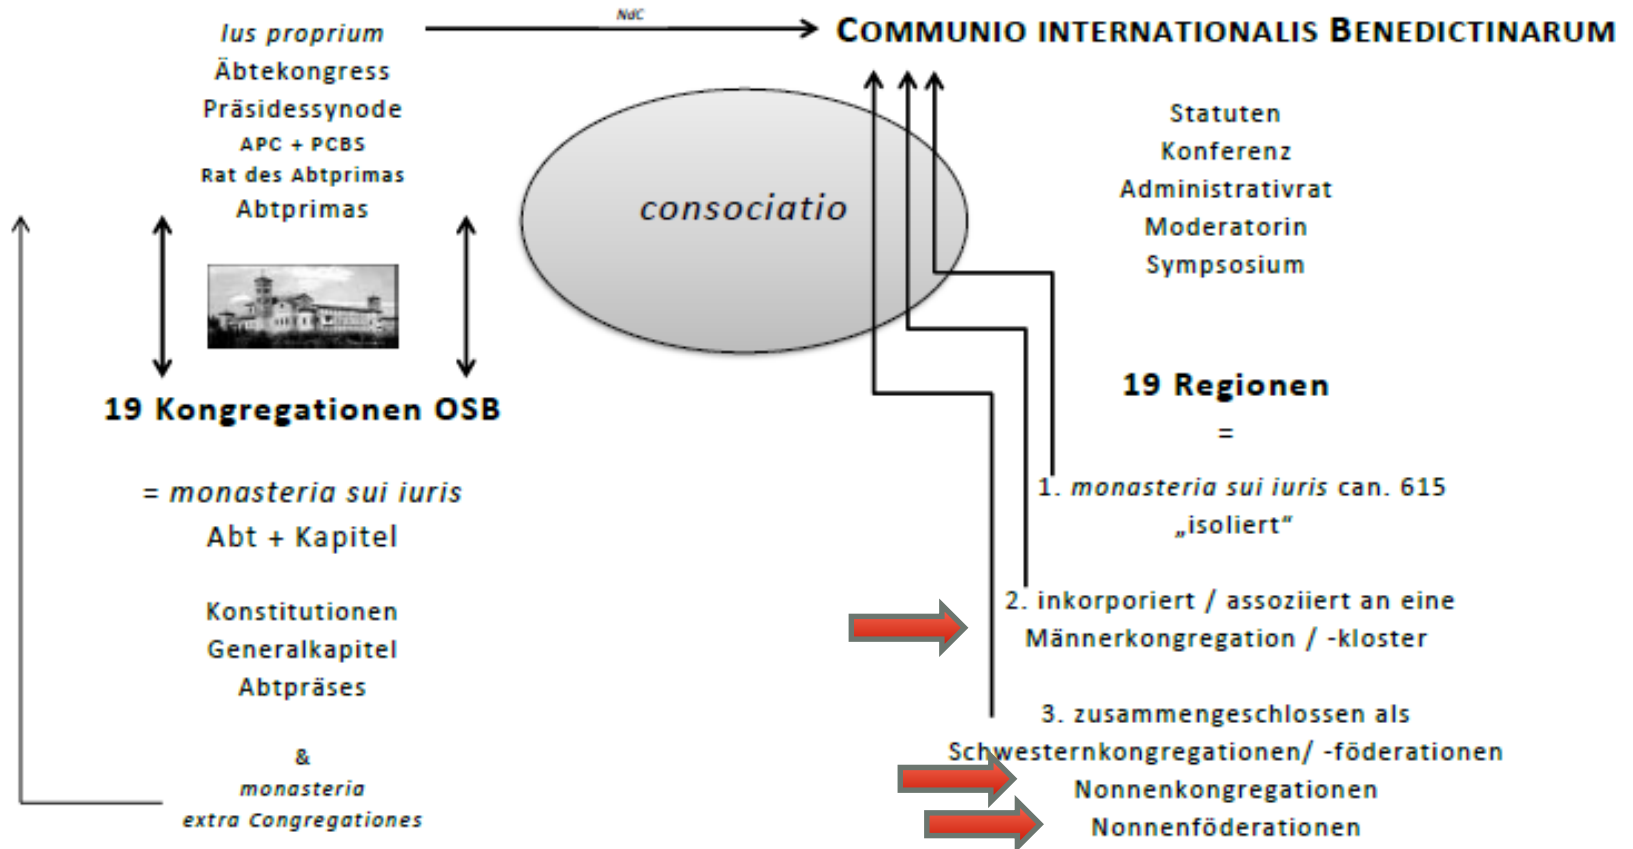 Ius proprium
Äbtekongress
Präsidessynode
APC + PCBS
Rat des Abtprimas
Abtprimas
19 Kongregationen OSB
= monasteria sui iuris
Abt + Kapitel
Konstitutionen
Generalkapitel
Abtpräses
&
monasteria
extra Congregationes
NdC
consociatio
COMMUNIO INTERNATIONALIS BENEDICTINARUM
Statuten
Konferenz
Administrativrat
Moderatorin
Sympsosium
19 Regionen
=
1. monasteria sui iuris can. 615
„isoliert“
2. inkorporiert / assoziiert an eine
Männerkongregation / -kloster
3. zusammengeschlossen als
Schwesternkongregationen/ -föderationen
Nonnenkongregationen
Nonnenföderationen